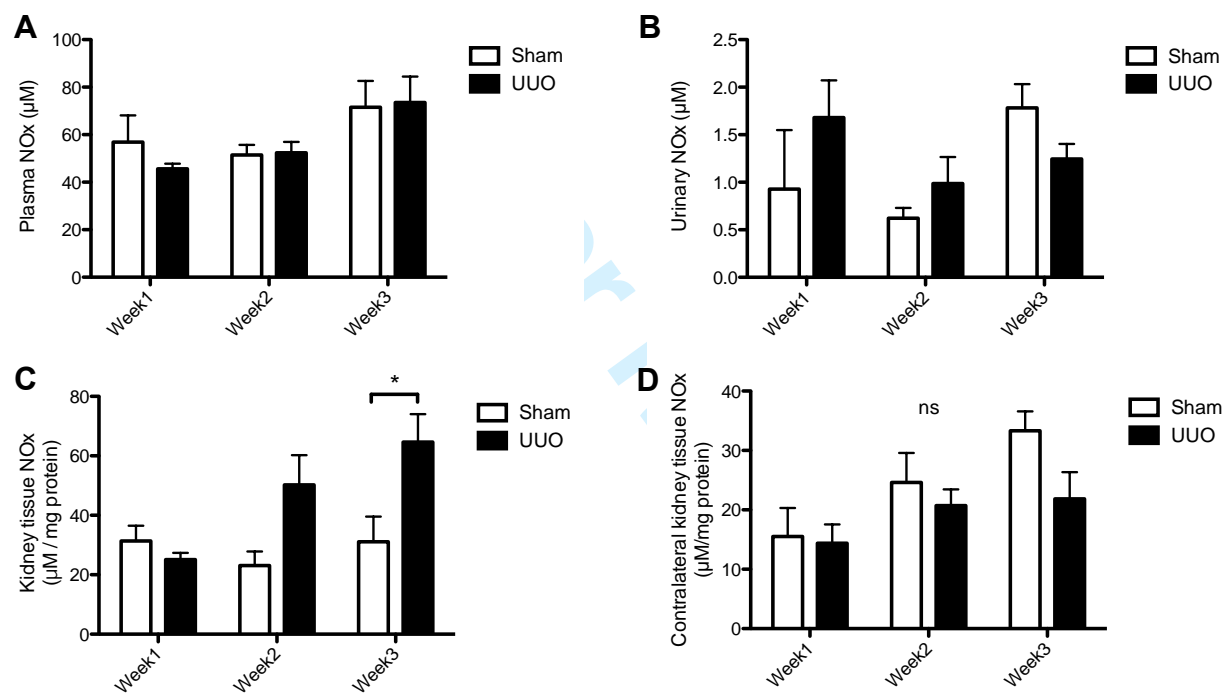 A
Plasma NOx (µM)
100
80
60
40
20
0
Week1
Week2
Week3
Sham
UUO
B
Urinary NOx (µM)
2.5
2.0
1.5
1.0
0.5
0.0
Week1
Week2
Week3
Sham
UUO
C
Kidney tissue NOx
(µM / mg protein)
80
60
40
20
0
*
Week1
Week2
Week3
Sham
UUO
D
Contralateral kidney tissue NOx
(µM/mg protein)
40
30
20
10
0
ns
Week1
Week2
Week3
Sham
UUO